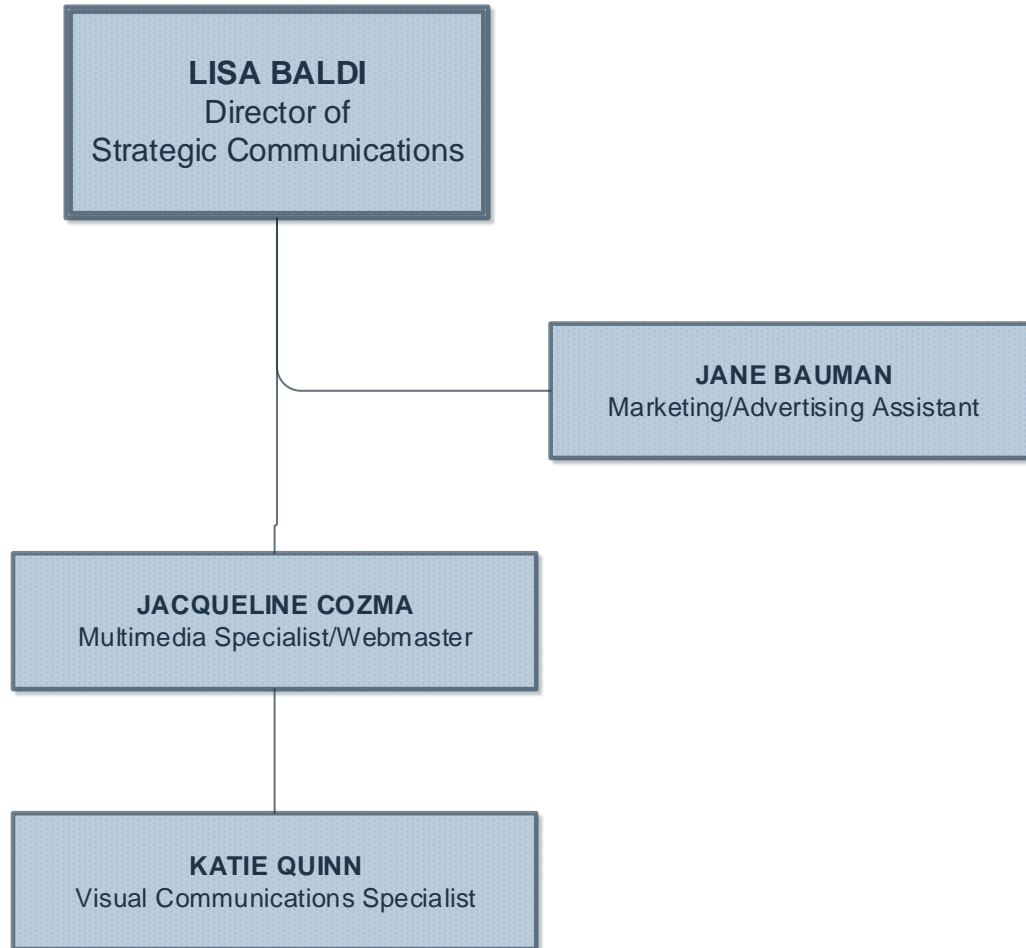 LISA BALDI
Director of
Strategic Communications
JANE BAUMAN
Marketing/Advertising Assistant
JACQUELINE COZMA
Multimedia Specialist/Webmaster
KATIE QUINN
Visual Communications Specialist